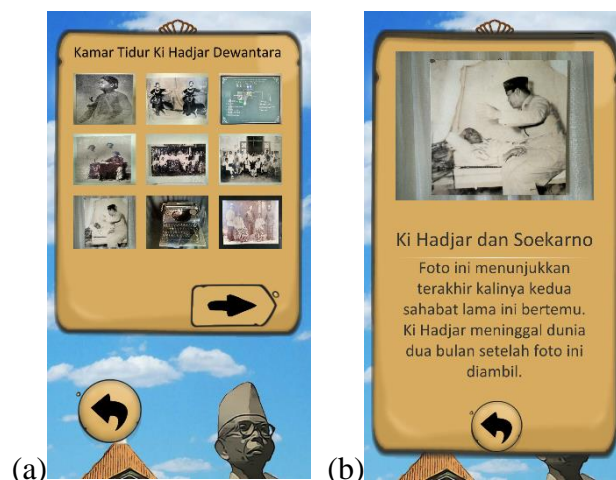 Kamar Tidur Ki Hadjar Dewantara
(a)
Ki Hadjar dan Soekarno
Foto ini menunjukkan
terakhir kalinya kedua
sahabat lama ini bertemu.
Ki Hadjar meninggal dunia
dua bulan setelah foto ini
diambil.
(b)